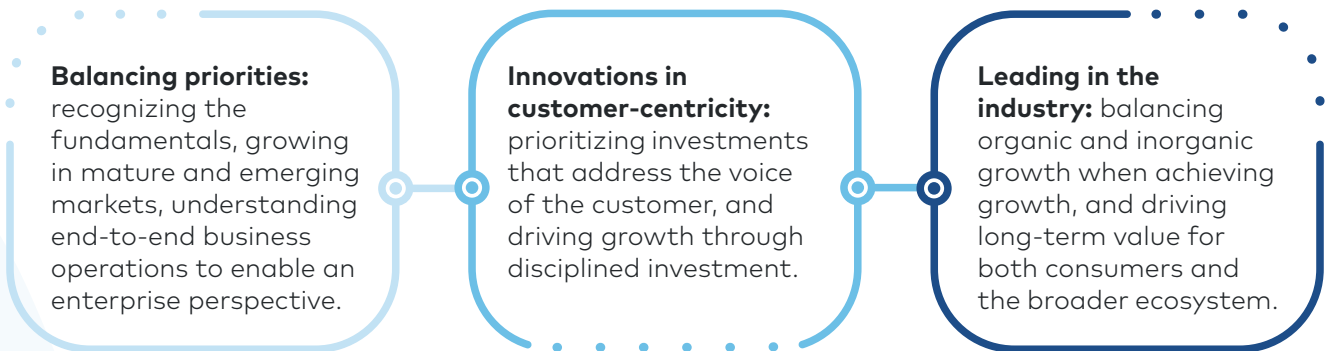 Balancing priorities:
recognizing the
fundamentals, growing
in mature and emerging
markets, understanding
end-to-end business
operations to enable an
enterprise perspective.
Innovations in
customer-centricity:
prioritizing investments
that address the voice
of the customer, and
driving growth through
disciplined investment.
Leading in the
industry: balancing
organic and inorganic
growth when achieving
growth, and driving
long-term value for
both consumers and
the broader ecosystem.